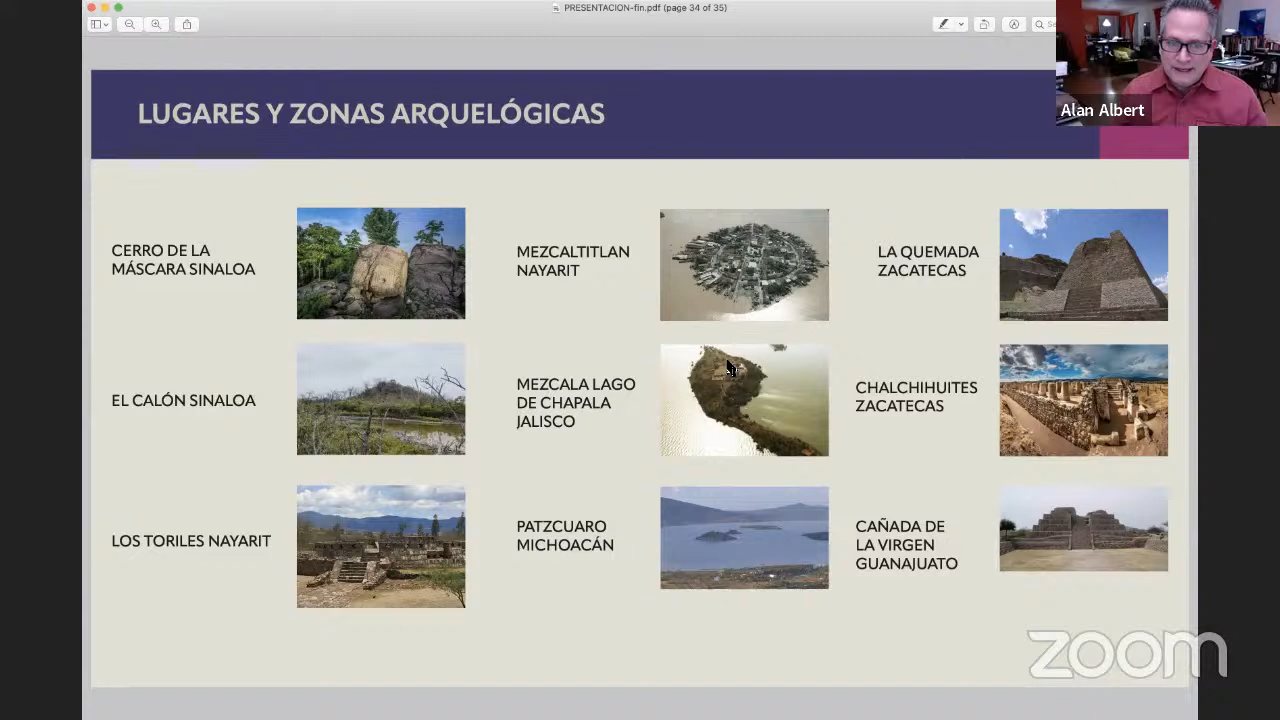 PRESENTACION-fin.pdf (page 34 of 35)
Alan Albert
LUGARES Y ZONAS ARQUELÓGICAS
CERRO DE LA
MÁSCARA SINALOA
MEZCALTITLAN
NAYARIT
LA QUEMADA
ZACATECAS
EL CALÓN SINALOA
MEZCALA LAGO
DE CHAPALA
JALISCO
CHALCHIHUITES
ZACATECAS
LOS TORILES NAYARIT
PATZCUARO
MICHOACÁN
CAÑADA DE
LA VIRGEN
GUANAJUATO
zoom